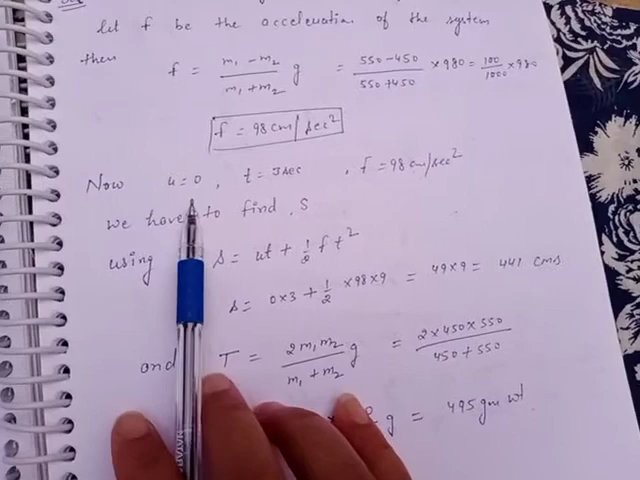 let f be the acceleration of the system
then f = m₁ - m₂ / m₁ + m₂ g = 550 - 450 / 550 + 450 × 980 = 100 / 1000 × 980
f = 98 cm/sec²
Now u = 0, t = 3 sec, f = 98 cm/sec²
we have to find S
using s = ut + 1/2 f t²
s = 0×3 + 1/2 × 98 × 9 = 49 × 9 = 441 cms
and T = 2m₁m₂ / m₁ + m₂ g = 2×450×550 / 450 + 550
g = 495 gm wt